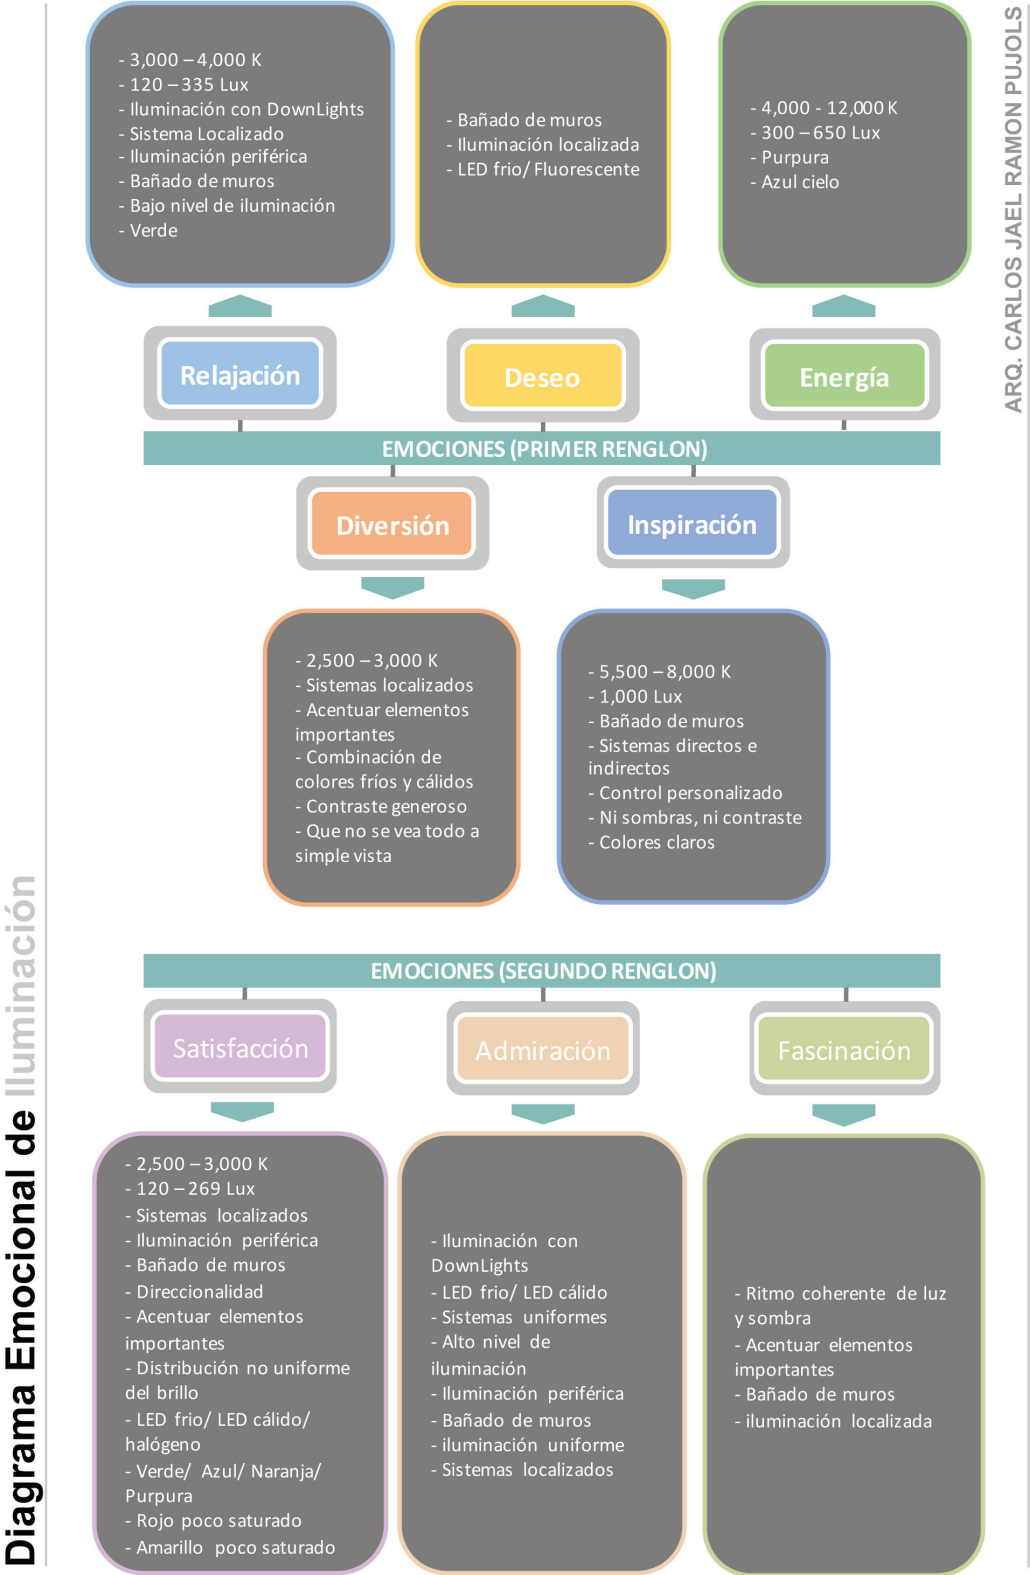 ARQ. CARLOS JAEL RAMON PUJOLS
Diagrama Emocional de Iluminación
- 3,000 – 4,000 K
- 120 – 335 Lux
- Iluminación con DownLights
- Sistema Localizado
- Iluminación periférica
- Bañado de muros
- Bajo nivel de iluminación
- Verde
- Bañado de muros
- Iluminación localizada
- LED frio/ Fluorescente
- 4,000 - 12,000 K
- 300 – 650 Lux
- Purpura
- Azul cielo
Relajación
Deseo
Energía
EMOCIONES (PRIMER RENGLON)
Diversión
Inspiración
- 2,500 – 3,000 K
- Sistemas localizados
- Acentuar elementos
importantes
- Combinación de
colores fríos y cálidos
- Contraste generoso
- Que no se vea todo a
simple vista
- 5,500 – 8,000 K
- 1,000 Lux
- Bañado de muros
- Sistemas directos e
indirectos
- Control personalizado
- Ni sombras, ni contraste
- Colores claros
EMOCIONES (SEGUNDO RENGLON)
Satisfacción
Admiración
Fascinación
- 2,500 – 3,000 K
- 120 – 269 Lux
- Sistemas localizados
- Iluminación periférica
- Bañado de muros
- Direccionalidad
- Acentuar elementos
importantes
- Distribución no uniforme
del brillo
- LED frio/ LED cálido/
halógeno
- Verde/ Azul/ Naranja/
Purpura
- Rojo poco saturado
- Amarillo poco saturado
- Iluminación con
DownLights
- LED frio/ LED cálido
- Sistemas uniformes
- Alto nivel de
iluminación
- Iluminación periférica
- Bañado de muros
- iluminación uniforme
- Sistemas localizados
- Ritmo coherente de luz
y sombra
- Acentuar elementos
importantes
- Bañado de muros
- iluminación localizada